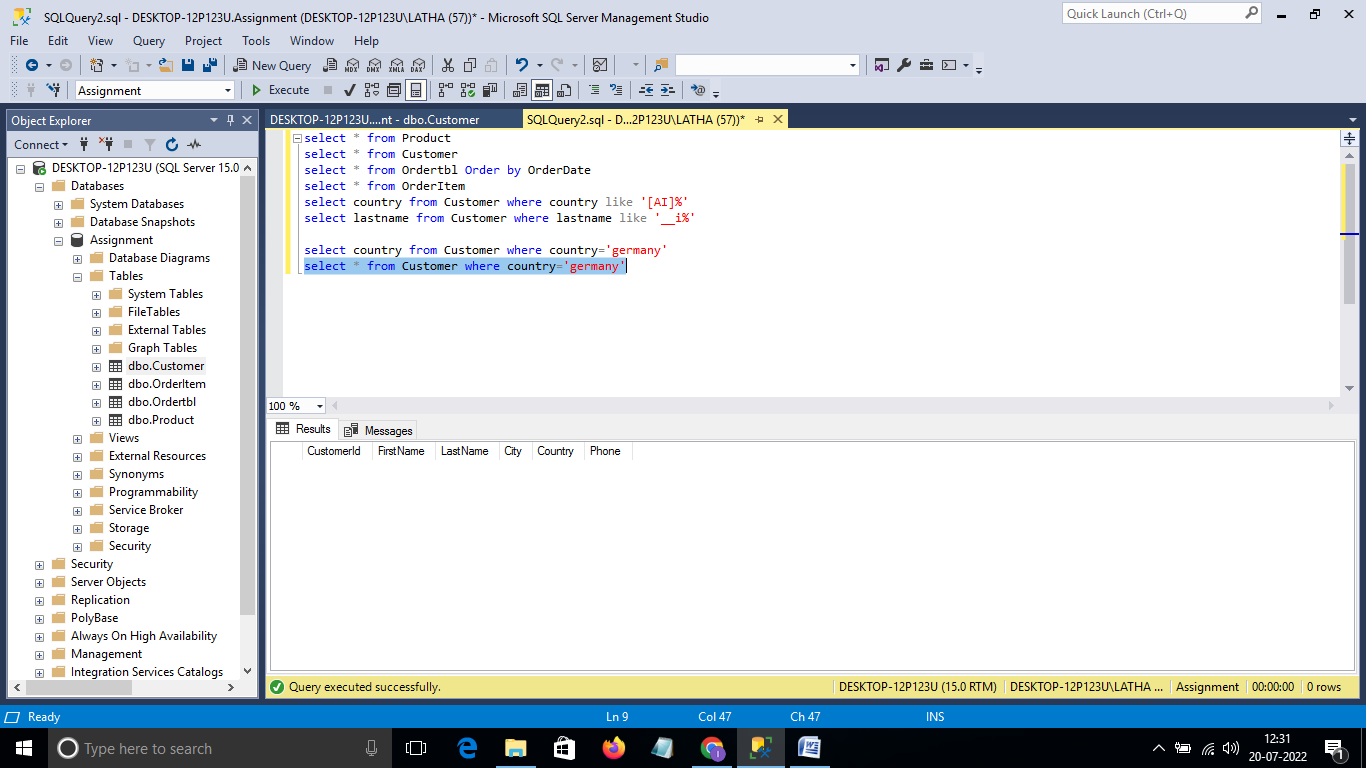 SQLQuery2.sql - DESKTOP-12P123U.Assignment (DESKTOP-12P123U\LATHA (57))* - Microsoft SQL Server Management Studio
Quick Launch (Ctrl+Q)
File Edit View Query Project Tools Window Help
New Query MDX DMX XMLA DAX
Assignment Execute
Object Explorer
DESKTOP-12P123U....nt - dbo.Customer
SQLQuery2.sql - D...2P123U\LATHA (57))*
Connect
DESKTOP-12P123U (SQL Server 15.0
Databases
System Databases
Database Snapshots
Assignment
Database Diagrams
Tables
System Tables
FileTables
External Tables
Graph Tables
dbo.Customer
dbo.OrderItem
dbo.Ordertbl
dbo.Product
Views
External Resources
Synonyms
Programmability
Service Broker
Storage
Security
Security
Server Objects
Replication
PolyBase
Always On High Availability
Management
Integration Services Catalogs
select * from Product
select * from Customer
select * from Ordertbl Order by OrderDate
select * from OrderItem
select country from Customer where country like '[AI]%'
select lastname from Customer where lastname like '__i%'
select country from Customer where country='germany'
select * from Customer where country='germany'
100 %
Results Messages
CustomerId FirstName LastName City Country Phone
Query executed successfully.
DESKTOP-12P123U (15.0 RTM) DESKTOP-12P123U\LATHA ... Assignment 00:00:00 0 rows
Ready Ln 9 Col 47 Ch 47 INS
Type here to search
12:31
20-07-2022
1